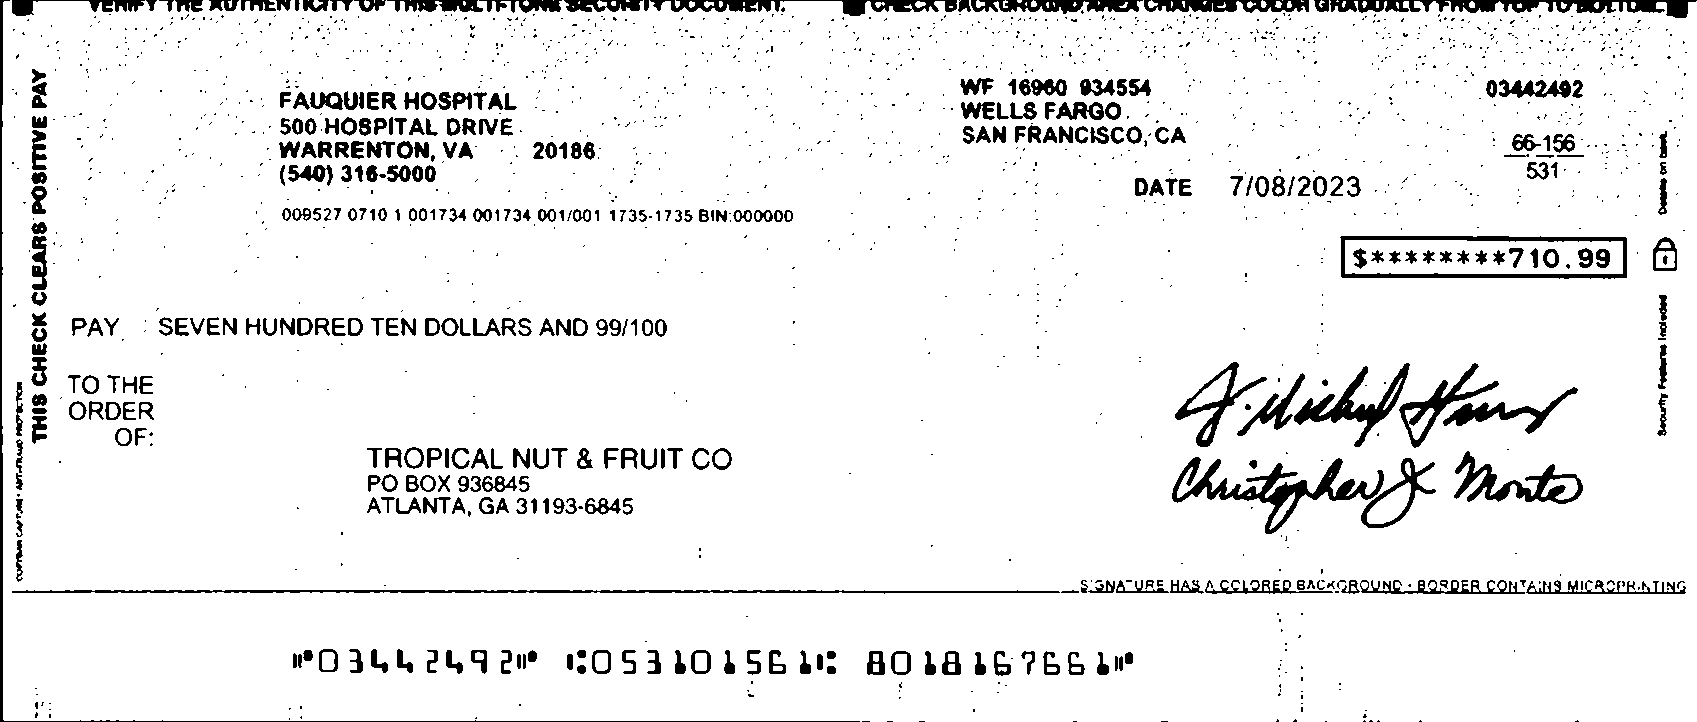 VERIFY THE AUTHENTICITY OF THIS MULTI-TONE SECURITY DOCUMENT.
CHECK BACKGROUND AREA CHANGES COLOR GRADUALLY FROM TOP TO BOTTOM.
THIS CHECK CLEARS POSITIVE PAY
FAUQUIER HOSPITAL
500 HOSPITAL DRIVE
WARRENTON, VA 20186
(540) 316-5000
009527 0710 1 001734 001734 001/001 1735-1735 BIN:000000
WF 16960 934554
WELLS FARGO
SAN FRANCISCO, CA
03442492
66-156
531
DATE 7/08/2023
$*********710.99
Security Features Included Details on back.
PAY SEVEN HUNDRED TEN DOLLARS AND 99/100
TO THE
ORDER
OF:
TROPICAL NUT & FRUIT CO
PO BOX 936845
ATLANTA, GA 31193-6845
Christopher J. Monte
SIGNATURE HAS A COLORED BACKGROUND - BORDER CONTAINS MICROPRINTING
⑈03442492⑈ ⑆053101561⑆ 8018167661⑈